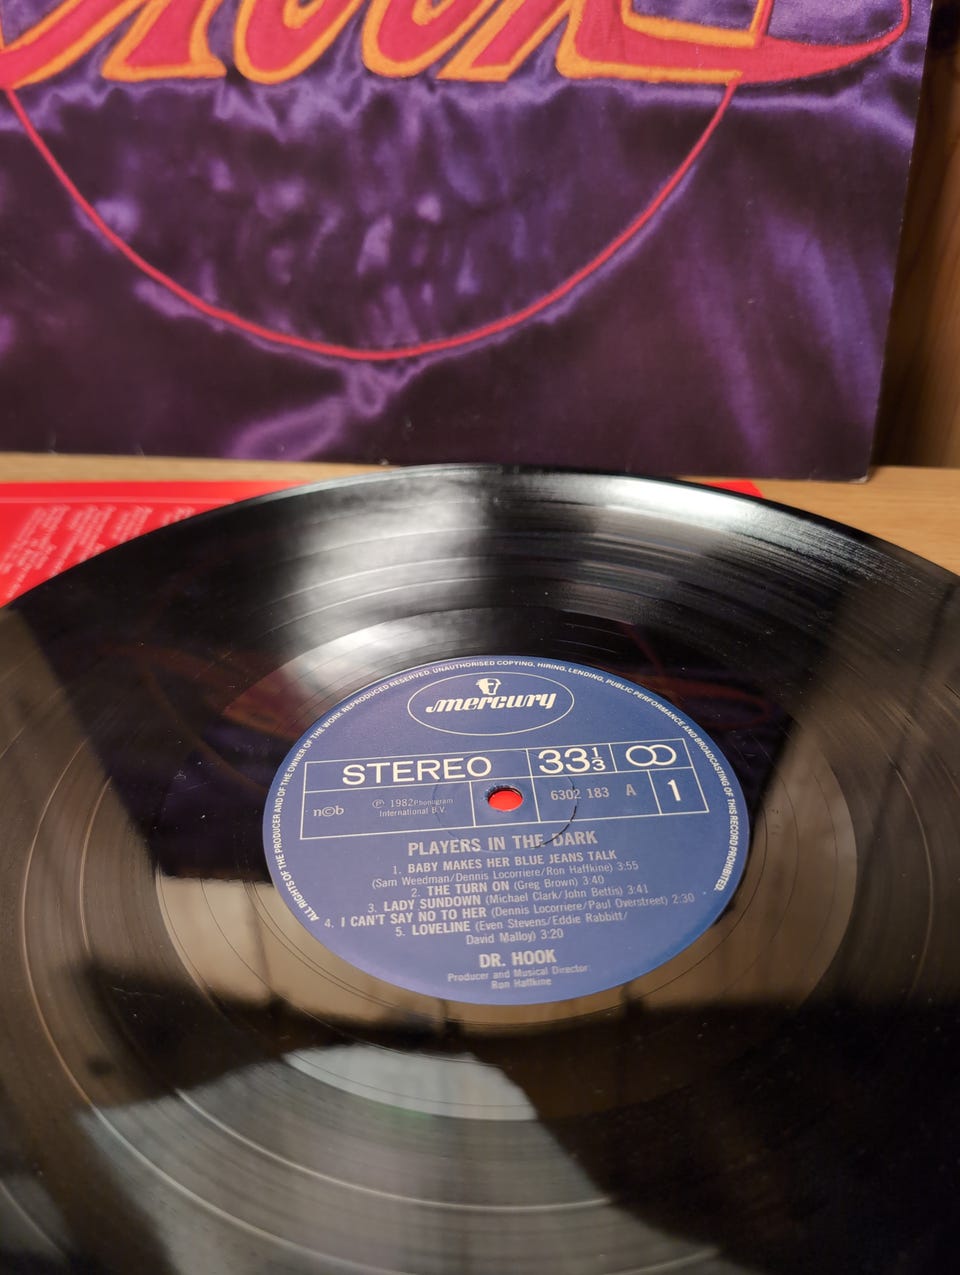 HOOK
ALL RIGHTS OF THE PRODUCER AND OF THE OWNER OF THE WORK REPRODUCED RESERVED. UNAUTHORISED COPYING, HIRING, LENDING, PUBLIC PERFORMANCE AND BROADCASTING OF THIS RECORD PROHIBITED.
mercury
STEREO 33 1/3
n©b ℗ 1982 Phonogram International B.V. 6302 183 A 1
PLAYERS IN THE DARK
1. BABY MAKES HER BLUE JEANS TALK
(Sam Weedman/Dennis Locorriere/Ron Haffkine) 3:55
2. THE TURN ON (Greg Brown) 3:40
3. LADY SUNDOWN (Michael Clark/John Bettis) 3:41
4. I CAN'T SAY NO TO HER (Dennis Locorriere/Paul Overstreet) 2:30
5. LOVELINE (Even Stevens/Eddie Rabbitt/
David Malloy) 3:20
DR. HOOK
Producer and Musical Director:
Ron Haffkine